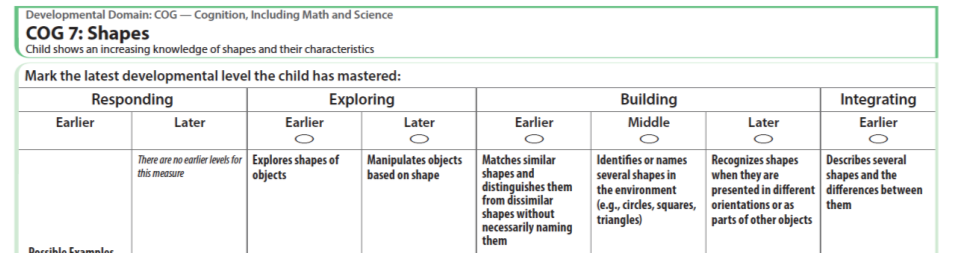 Developmental Domain: COG — Cognition, Including Math and Science
COG 7: Shapes
Child shows an increasing knowledge of shapes and their characteristics
Mark the latest developmental level the child has mastered:
Responding Exploring Building Integrating
Earlier Later Earlier Later Earlier Middle Later Earlier
There are no earlier levels for
this measure
Explores shapes of
objects
Manipulates objects
based on shape
Matches similar
shapes and
distinguishes them
from dissimilar
shapes without
necessarily naming
them
Identifies or names
several shapes in
the environment
(e.g., circles, squares,
triangles)
Recognizes shapes
when they are
presented in different
orientations or as
parts of other objects
Describes several
shapes and the
differences between
them
Possible Examples